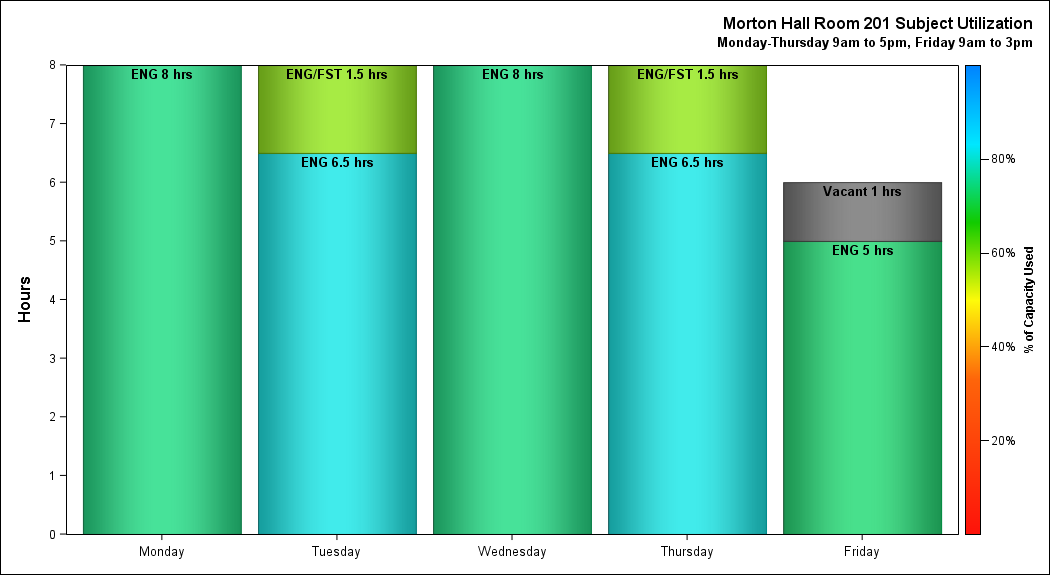 Morton Hall Room 201 Subject Utilization
Monday-Thursday 9am to 5pm, Friday 9am to 3pm
Hours
8
7
6
5
4
3
2
1
0
ENG 8 hrs
ENG/FST 1.5 hrs
ENG 6.5 hrs
ENG 8 hrs
ENG/FST 1.5 hrs
ENG 6.5 hrs
Vacant 1 hrs
ENG 5 hrs
Monday
Tuesday
Wednesday
Thursday
Friday
80%
60%
40%
20%
% of Capacity Used